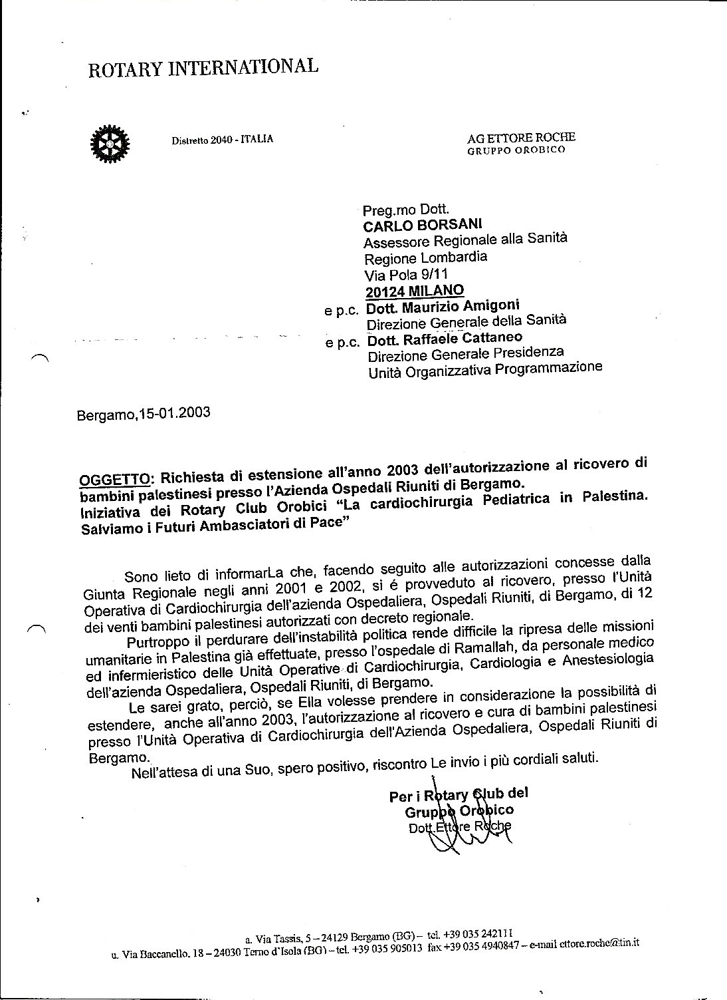 ROTARY INTERNATIONAL
Distretto 2040 - ITALIA
AG ETTORE ROCHE
GRUPPO OROBICO
Preg.mo Dott.
CARLO BORSANI
Assessore Regionale alla Sanità
Regione Lombardia
Via Pola 9/11
20124 MILANO
e p.c. Dott. Maurizio Amigoni
Direzione Generale della Sanità
e p.c. Dott. Raffaele Cattaneo
Direzione Generale Presidenza
Unità Organizzativa Programmazione
Bergamo,15-01.2003
OGGETTO: Richiesta di estensione all'anno 2003 dell'autorizzazione al ricovero di
bambini palestinesi presso l'Azienda Ospedali Riuniti di Bergamo.
Iniziativa dei Rotary Club Orobici “La cardiochirurgia Pediatrica in Palestina.
Salviamo i Futuri Ambasciatori di Pace”
Sono lieto di informarLa che, facendo seguito alle autorizzazioni concesse dalla
Giunta Regionale negli anni 2001 e 2002, si é provveduto al ricovero, presso l'Unità
Operativa di Cardiochirurgia dell'azienda Ospedaliera, Ospedali Riuniti, di Bergamo, di 12
dei venti bambini palestinesi autorizzati con decreto regionale.
Purtroppo il perdurare dell'instabilità politica rende difficile la ripresa delle missioni
umanitarie in Palestina già effettuate, presso l'ospedale di Ramallah, da personale medico
ed infermieristico delle Unità Operative di Cardiochirurgia, Cardiologia e Anestesiologia
dell'azienda Ospedaliera, Ospedali Riuniti, di Bergamo.
Le sarei grato, perciò, se Ella volesse prendere in considerazione la possibilità di
estendere, anche all'anno 2003, l'autorizzazione al ricovero e cura di bambini palestinesi
presso l'Unità Operativa di Cardiochirurgia dell'Azienda Ospedaliera, Ospedali Riuniti di
Bergamo.
Nell'attesa di una Suo, spero positivo, riscontro Le invio i più cordiali saluti.
Per i Rotary Club del
Gruppo Orobico
Dott.Ettore Roche
a. Via Tassis, 5 – 24129 Bergamo (BG) – tel. +39 035 242111
u. Via Baccanello. 18 – 24030 Terno d'Isola (BG) – tel. +39 035 905013 fax +39 035 4940847 – e-mail ettore.roche@tin.it